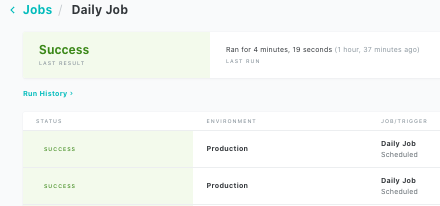 Jobs / Daily Job
Success
LAST RESULT
Ran for 4 minutes, 19 seconds (1 hour, 37 minutes ago)
LAST RUN
Run History ›
STATUS ENVIRONMENT JOB/TRIGGER
SUCCESS Production Daily Job
Scheduled
SUCCESS Production Daily Job
Scheduled